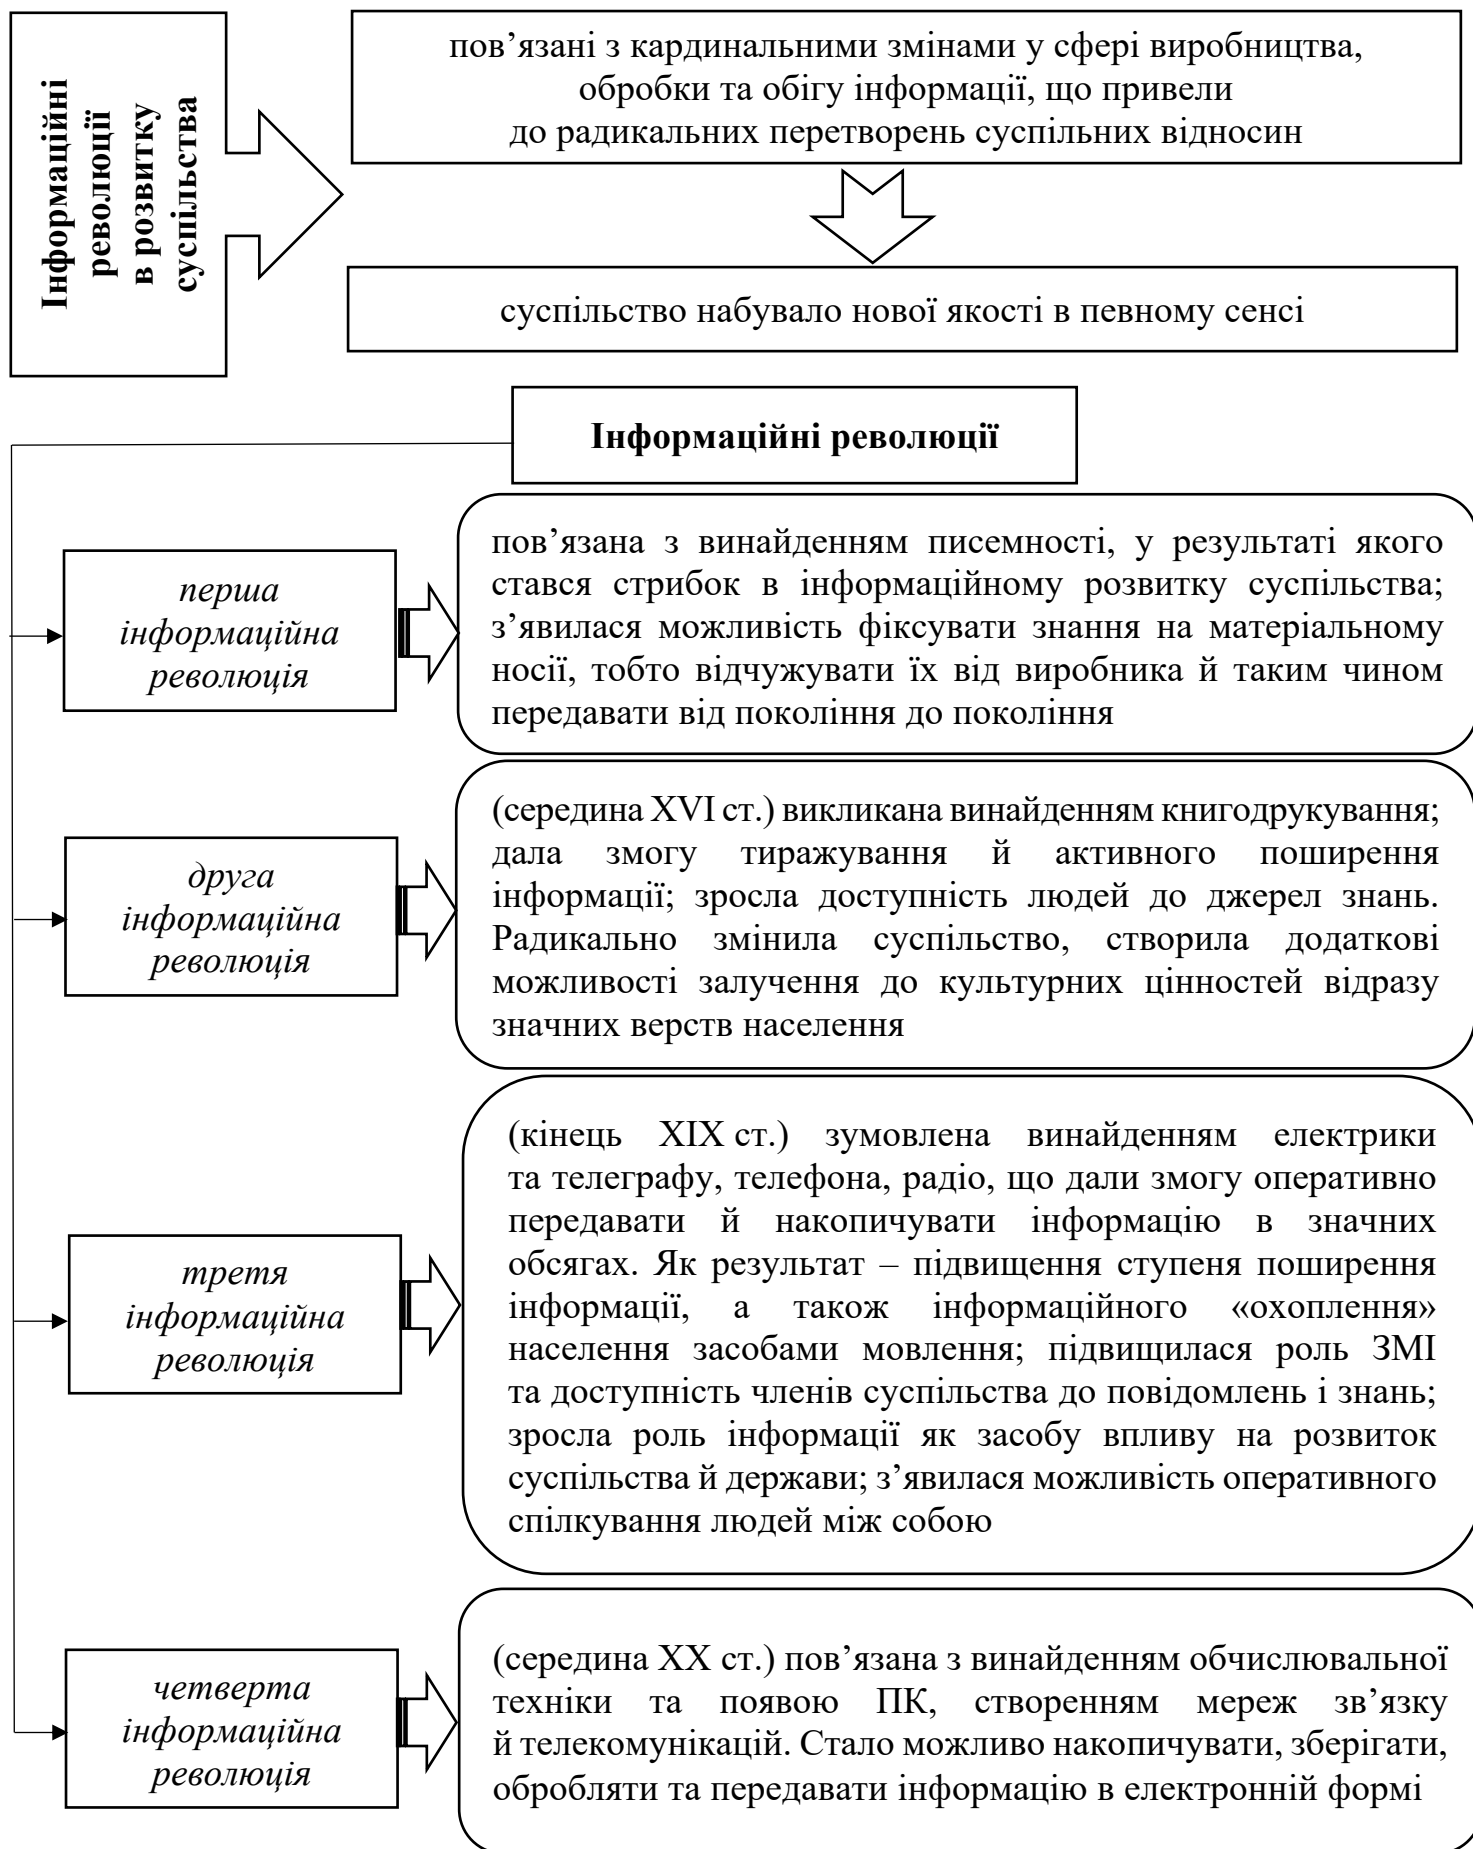 Інформаційні
революції
в розвитку
суспільства
пов’язані з кардинальними змінами у сфері виробництва,
обробки та обігу інформації, що привели
до радикальних перетворень суспільних відносин
суспільство набувало нової якості в певному сенсі
Інформаційні революції
перша
інформаційна
революція
пов’язана з винайденням писемності, у результаті якого
стався стрибок в інформаційному розвитку суспільства;
з’явилася можливість фіксувати знання на матеріальному
носії, тобто відчужувати їх від виробника й таким чином
передавати від покоління до покоління
друга
інформаційна
революція
(середина XVI ст.) викликана винайденням книгодрукування;
дала змогу тиражування й активного поширення
інформації; зросла доступність людей до джерел знань.
Радикально змінила суспільство, створила додаткові
можливості залучення до культурних цінностей відразу
значних верств населення
третя
інформаційна
революція
(кінець XIX ст.) зумовлена винайденням електрики
та телеграфу, телефона, радіо, що дали змогу оперативно
передавати й накопичувати інформацію в значних
обсягах. Як результат – підвищення ступеня поширення
інформації, а також інформаційного «охоплення»
населення засобами мовлення; підвищилася роль ЗМІ
та доступність членів суспільства до повідомлень і знань;
зросла роль інформації як засобу впливу на розвиток
суспільства й держави; з’явилася можливість оперативного
спілкування людей між собою
четверта
інформаційна
революція
(середина XX ст.) пов’язана з винайденням обчислювальної
техніки та появою ПК, створенням мереж зв’язку
й телекомунікацій. Стало можливо накопичувати, зберігати,
обробляти та передавати інформацію в електронній формі